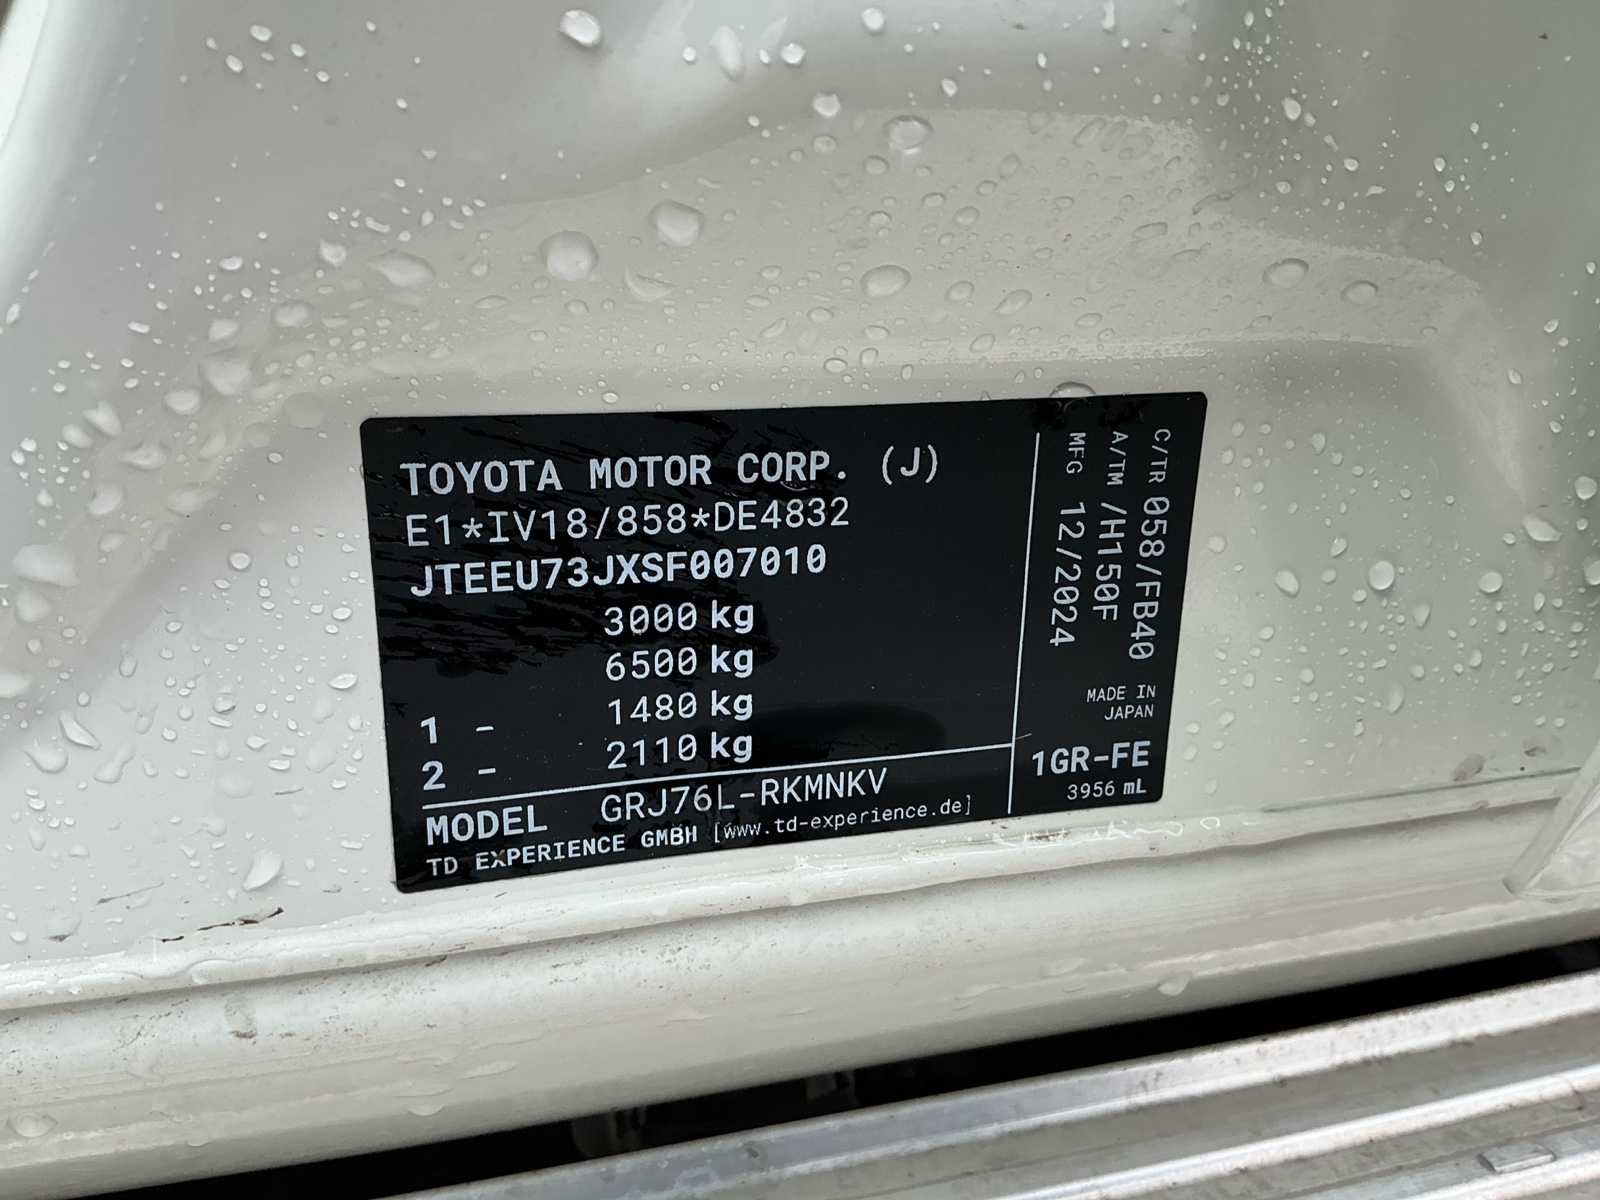 TOYOTA MOTOR CORP. (J)
E1*IV18/858*DE4832
JTEEU73JXSF007010
3000 kg
6500 kg
1 - 1480 kg
2 - 2110 kg
MODEL GRJ76L-RKMNKV
TD EXPERIENCE GMBH [www.td-experience.de]
C/TR 058/FB40
A/TM /H150F
MFG 12/2024
MADE IN
JAPAN
1GR-FE
3956 mL